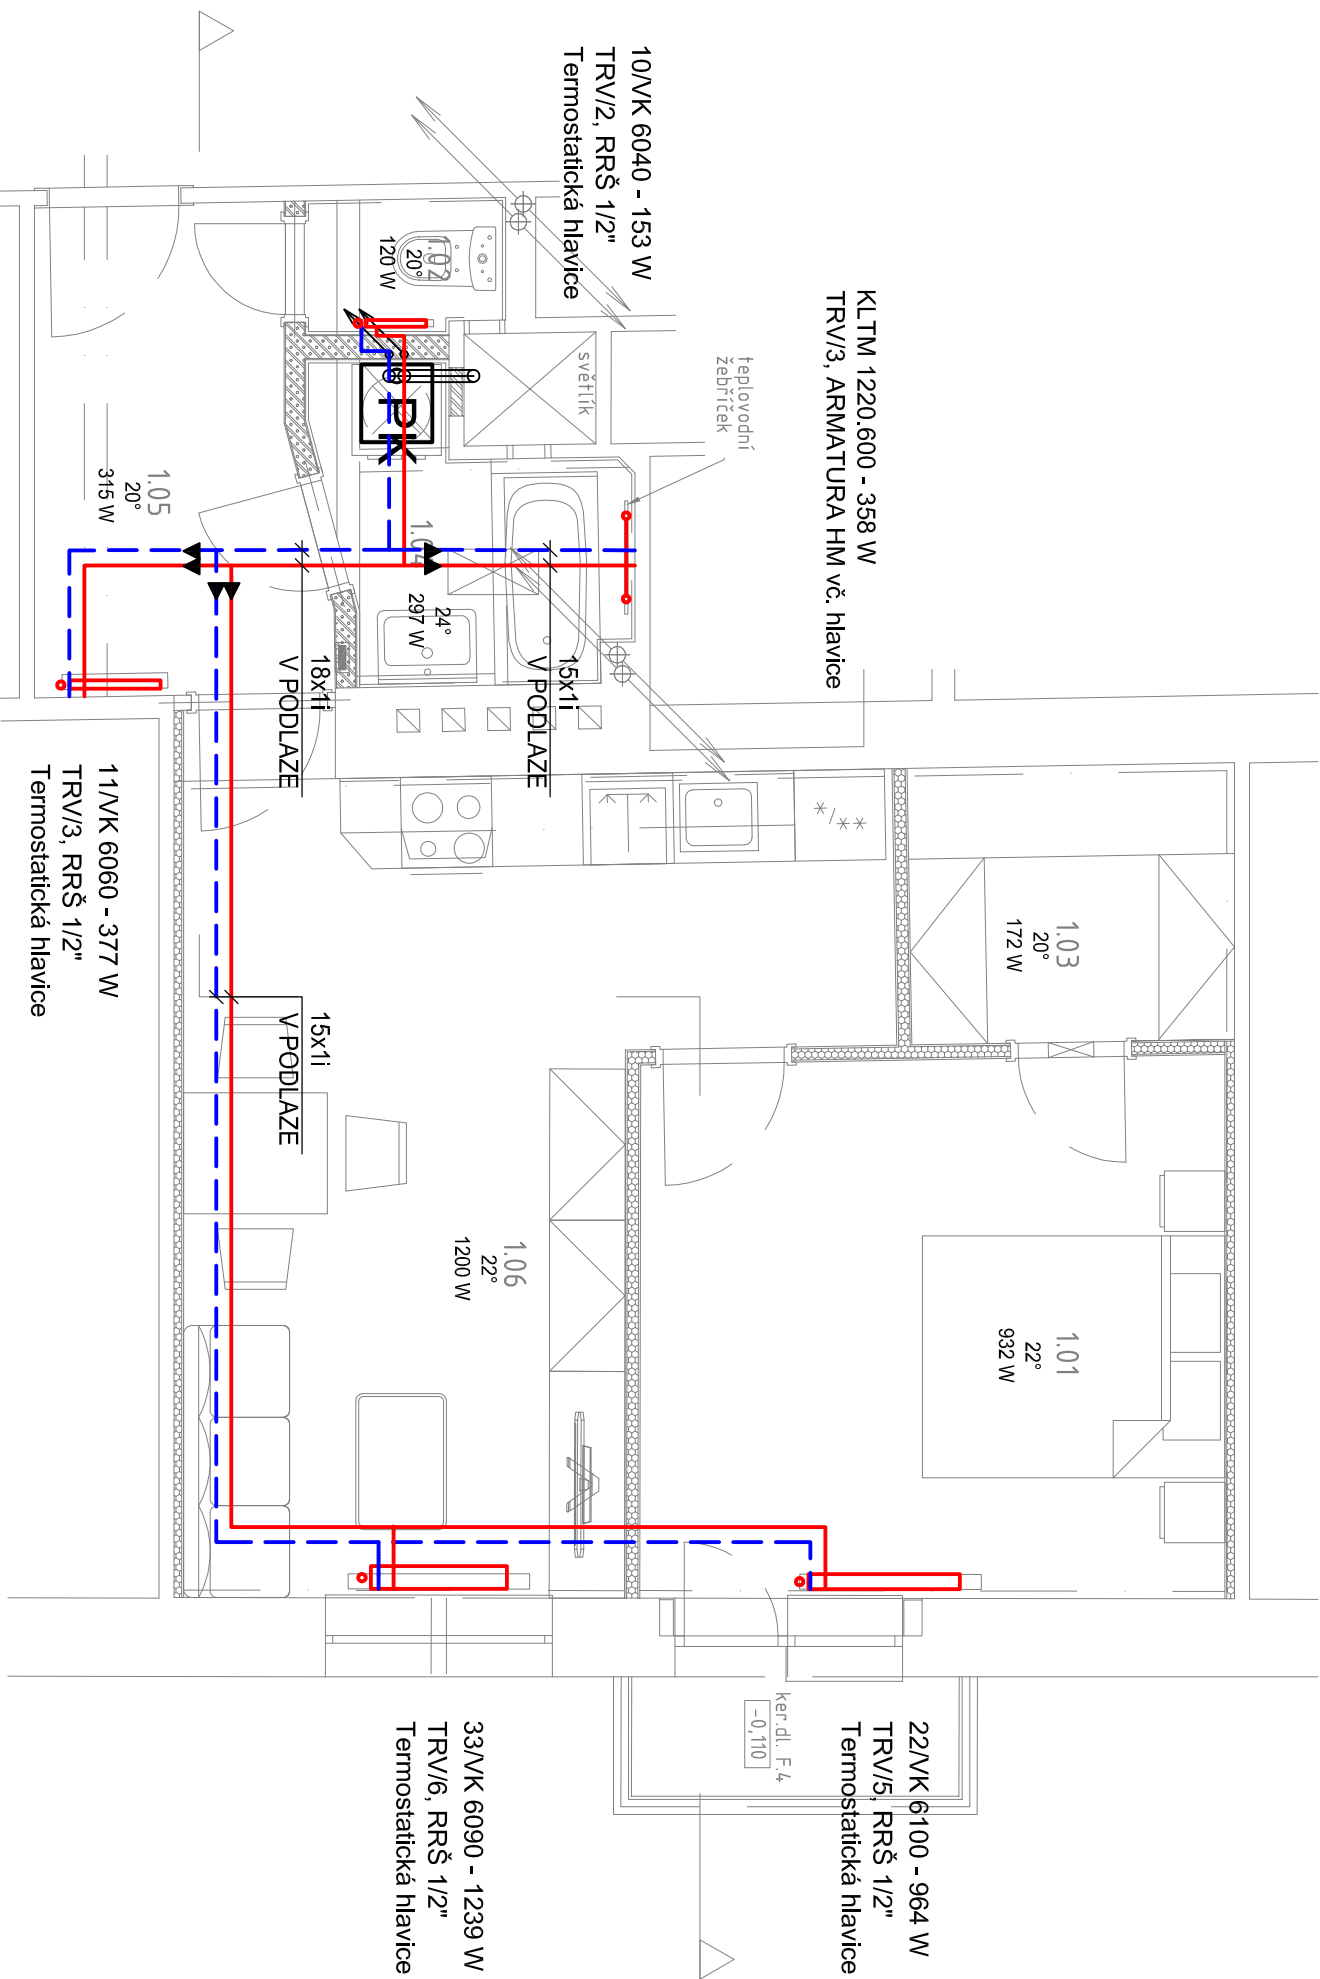 10/VK 6040 - 153 W
TRV/2, RRŠ 1/2"
Termostatická hlavice
KLTM 1220.600 - 358 W
TRV/3, ARMATURA HM vč. hlavice
teplovodní
žebříček
světlík
1.02
20°
120 W
PK
1.05
20°
315 W
1.04
24°
297 W
15x1i
V PODLAZE
18x1i
V PODLAZE
11/VK 6060 - 377 W
TRV/3, RRŠ 1/2"
Termostatická hlavice
*/**
1.03
20°
172 W
15x1i
V PODLAZE
1.06
22°
1200 W
1.01
22°
932 W
ker.dl. F.4
-0,110
22/VK 6100 - 964 W
TRV/5, RRŠ 1/2"
Termostatická hlavice
33/VK 6090 - 1239 W
TRV/6, RRŠ 1/2"
Termostatická hlavice